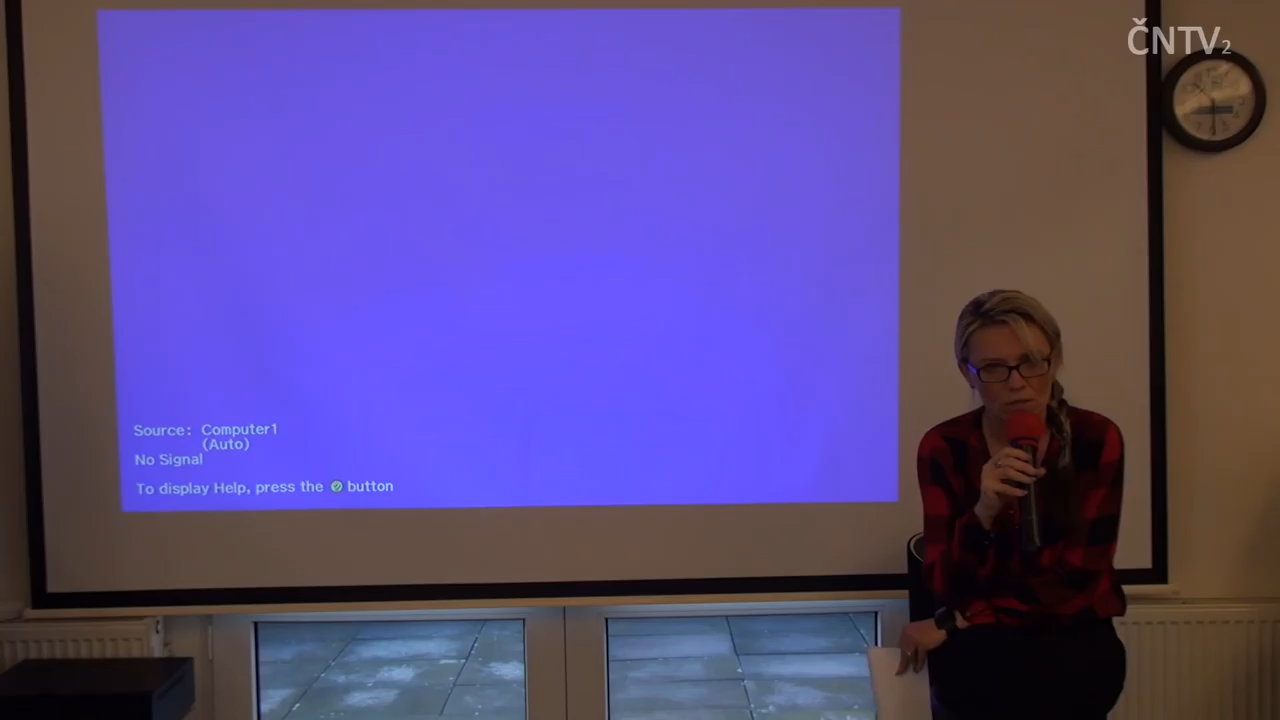 ČNTV2
Source: Computer1
(Auto)
No Signal
To display Help, press the ? button